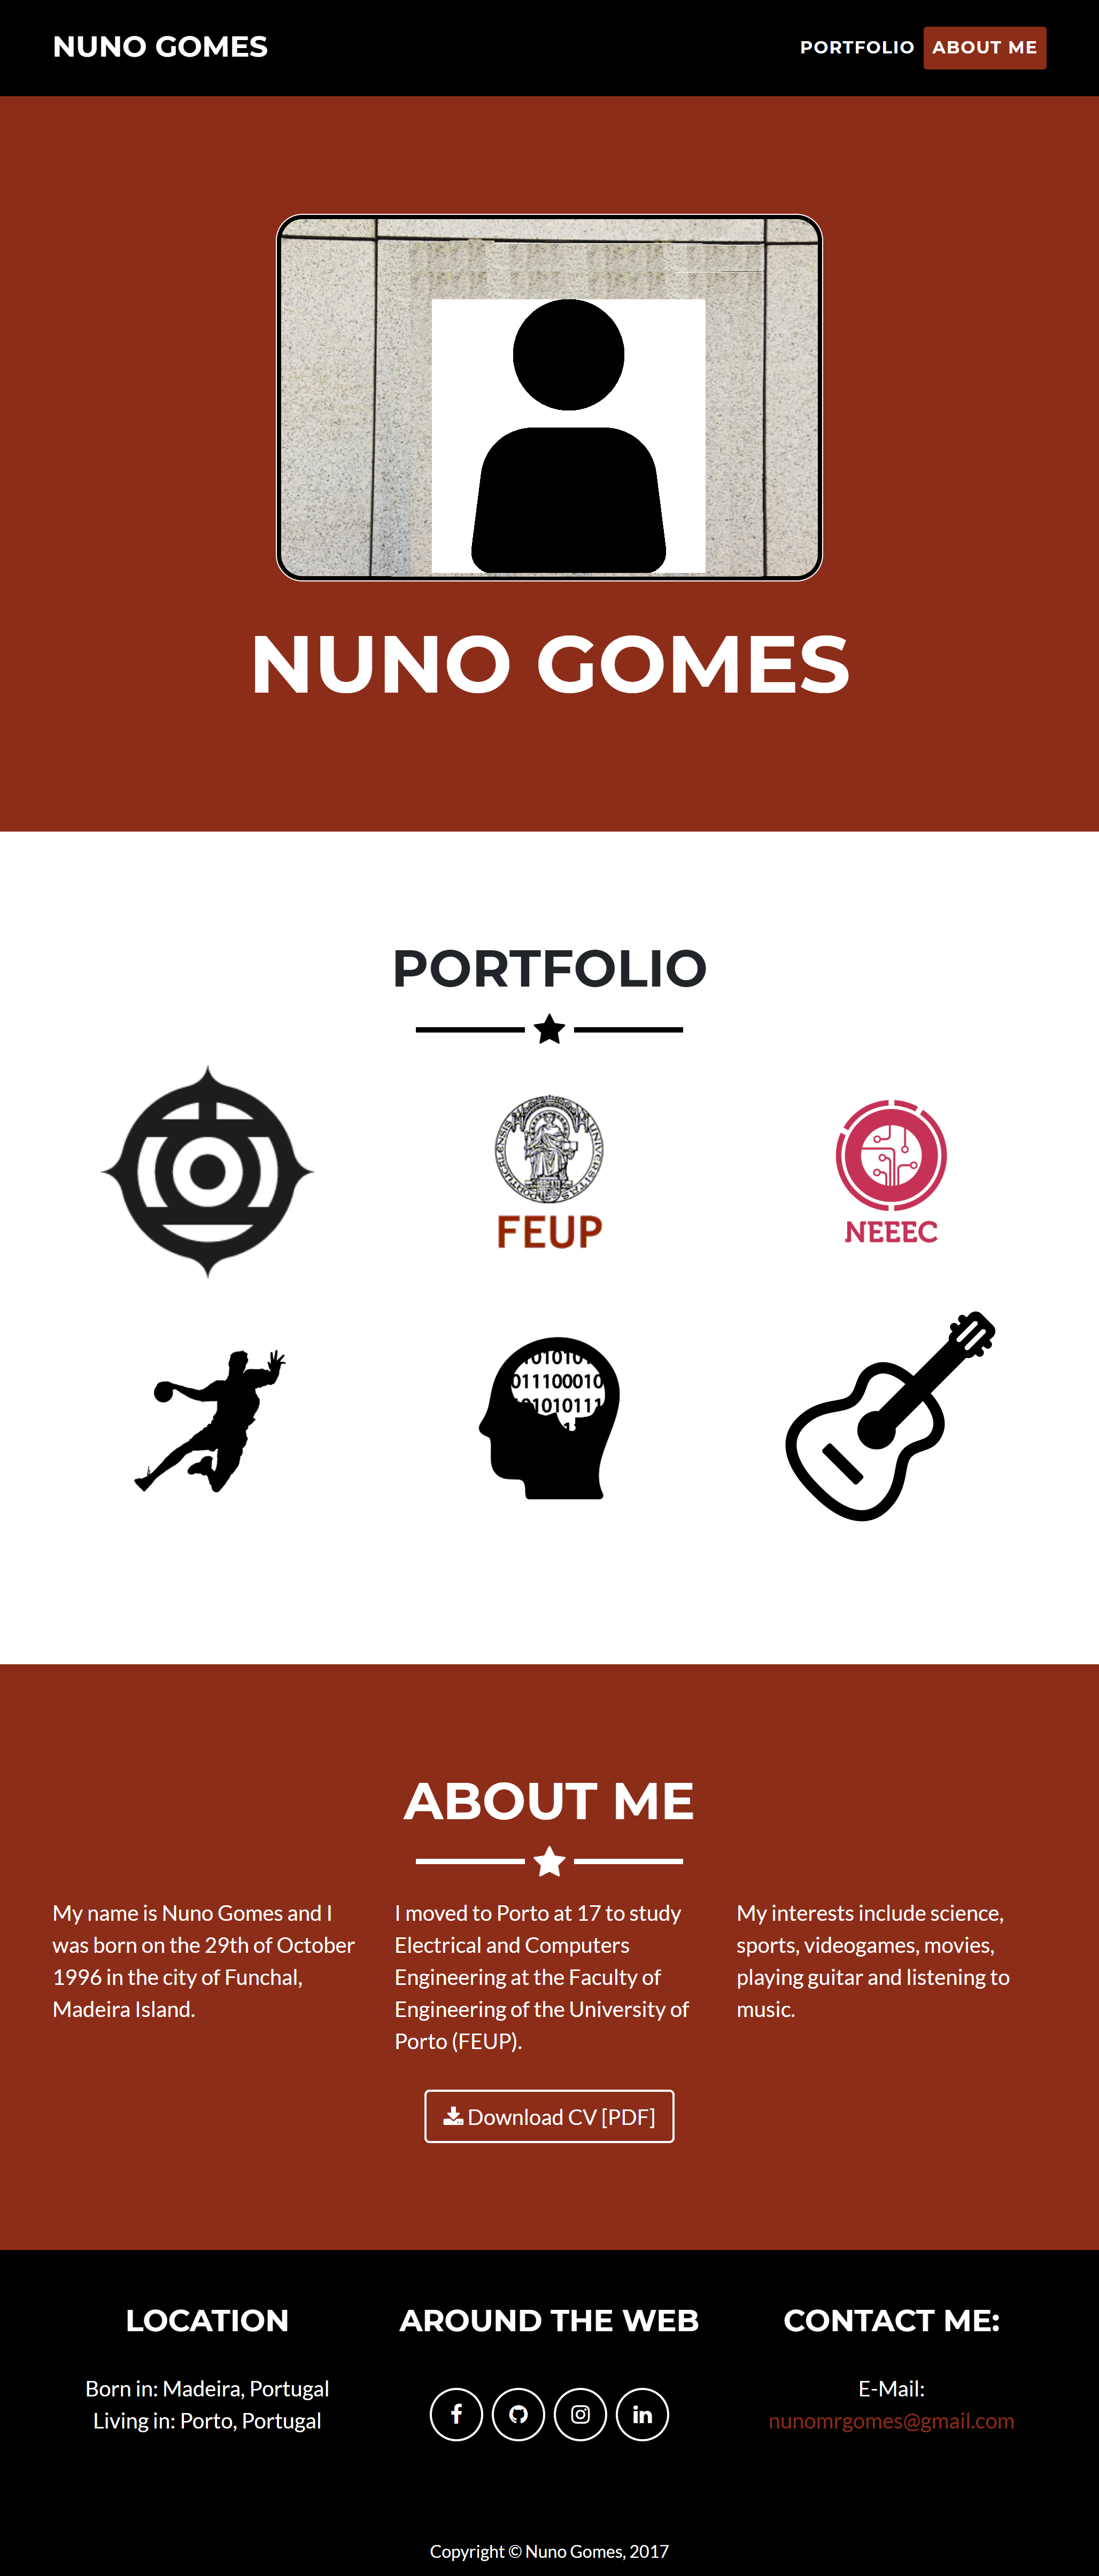 NUNO GOMES
PORTFOLIO
ABOUT ME
NUNO GOMES
PORTFOLIO
FEUP
NEEEC
011100010
ABOUT ME
My name is Nuno Gomes and I
was born on the 29th of October
1996 in the city of Funchal,
Madeira Island.
I moved to Porto at 17 to study
Electrical and Computers
Engineering at the Faculty of
Engineering of the University of
Porto (FEUP).
My interests include science,
sports, videogames, movies,
playing guitar and listening to
music.
Download CV [PDF]
LOCATION
Born in: Madeira, Portugal
Living in: Porto, Portugal
AROUND THE WEB
CONTACT ME:
E-Mail:
nunomrgomes@gmail.com
Copyright © Nuno Gomes, 2017